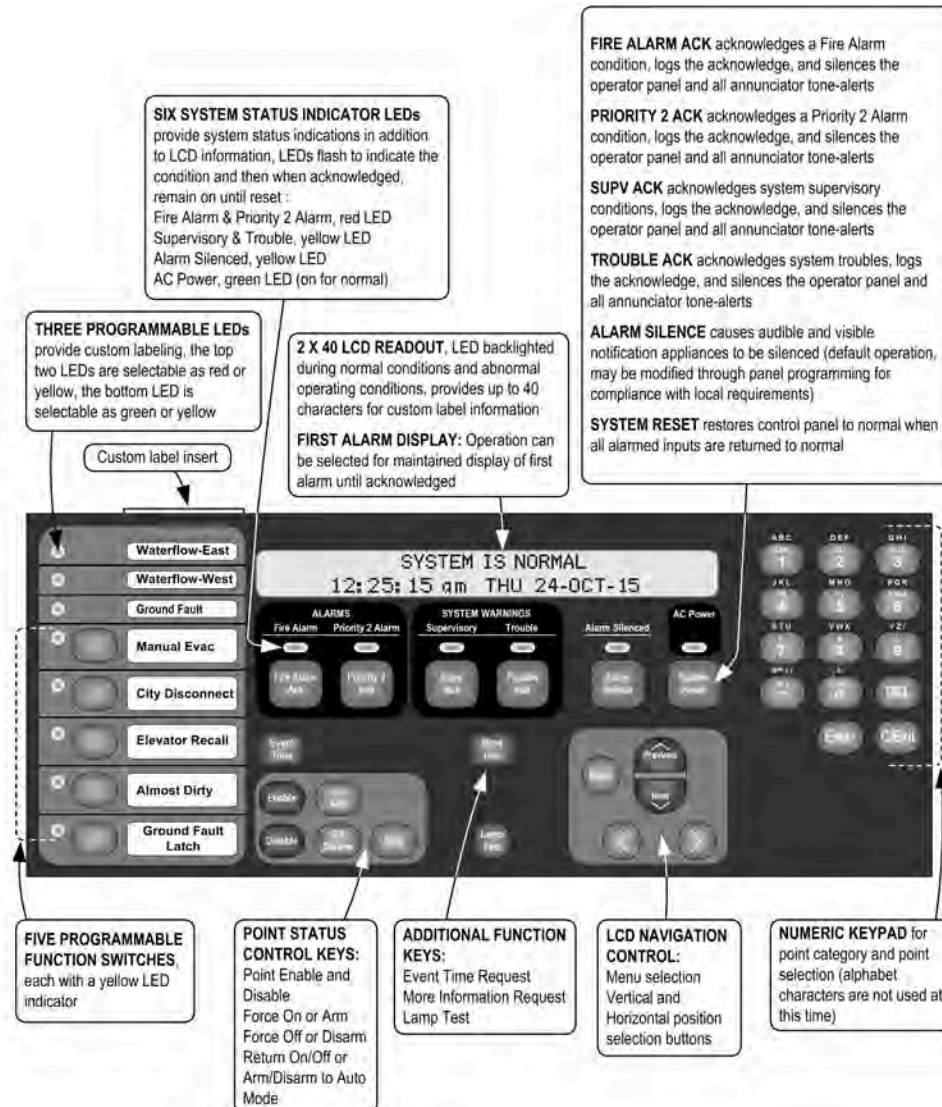 FIRE ALARM ACK acknowledges a Fire Alarm
condition, logs the acknowledge, and silences the
operator panel and all annunciator tone-alerts
PRIORITY 2 ACK acknowledges a Priority 2 Alarm
condition, logs the acknowledge, and silences the
operator panel and all annunciator tone-alerts
SUPV ACK acknowledges system supervisory
conditions, logs the acknowledge, and silences the
operator panel and all annunciator tone-alerts
TROUBLE ACK acknowledges system troubles, logs
the acknowledge, and silences the operator panel and
all annunciator tone-alerts
ALARM SILENCE causes audible and visible
notification appliances to be silenced (default operation,
may be modified through panel programming for
compliance with local requirements)
SYSTEM RESET restores control panel to normal when
all alarmed inputs are returned to normal
SIX SYSTEM STATUS INDICATOR LEDs
provide system status indications in addition
to LCD information, LEDs flash to indicate the
condition and then when acknowledged,
remain on until reset :
Fire Alarm & Priority 2 Alarm, red LED
Supervisory & Trouble, yellow LED
Alarm Silenced, yellow LED
AC Power, green LED (on for normal)
THREE PROGRAMMABLE LEDs
provide custom labeling, the top
two LEDs are selectable as red or
yellow, the bottom LED is
selectable as green or yellow
2 X 40 LCD READOUT, LED backlighted
during normal conditions and abnormal
operating conditions, provides up to 40
characters for custom label information
FIRST ALARM DISPLAY: Operation can
be selected for maintained display of first
alarm until acknowledged
Custom label insert
Waterflow-East
Waterflow-West
Ground Fault
Manual Evac
City Disconnect
Elevator Recall
Almost Dirty
Ground Fault
Latch
SYSTEM IS NORMAL
12:25:15 am THU 24-OCT-15
ALARMS
Fire Alarm Priority 2 Alarm
SYSTEM WARNINGS
Supervisory Trouble
Alarm Silenced
AC Power
Fire Alarm
Ack
Priority 2
Event
Time
Enable
Disable
Lamp
Test
Previous
Next
ABC DEF GHI
1 2 3
JKL MNO PQR
STU VWX YZ/
7 8 9
Enter C/Exit
FIVE PROGRAMMABLE
FUNCTION SWITCHES,
each with a yellow LED
indicator
POINT STATUS
CONTROL KEYS:
Point Enable and
Disable
Force On or Arm
Force Off or Disarm
Return On/Off or
Arm/Disarm to Auto
Mode
ADDITIONAL FUNCTION
KEYS:
Event Time Request
More Information Request
Lamp Test
LCD NAVIGATION
CONTROL:
Menu selection
Vertical and
Horizontal position
selection buttons
NUMERIC KEYPAD for
point category and point
selection (alphabet
characters are not used at
this time)